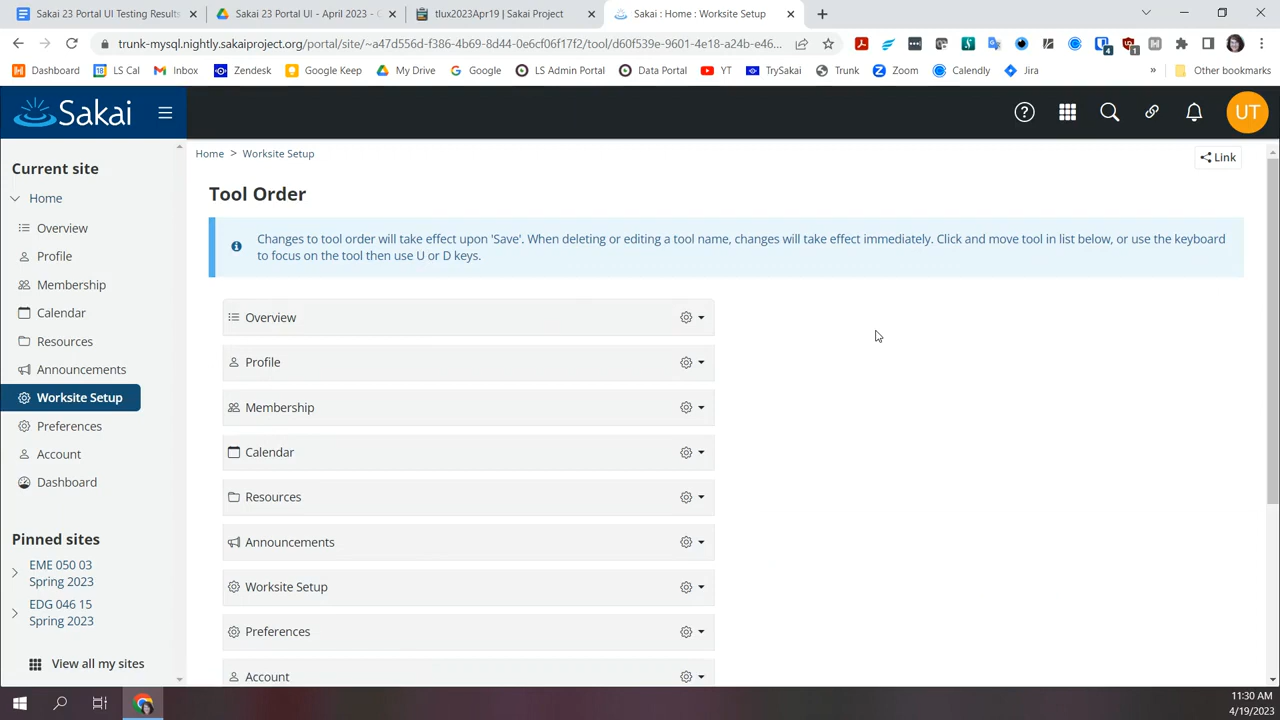 Sakai 23 Portal UI Testing Results
Sakai 23 Portal UI - April 2023 -
tlux2023Apr19 | Sakai Project
Sakai : Home : Worksite Setup
trunk-mysql.nightly.sakaiproject.org/portal/site/~a47d556d-f386-4b69-8d44-0e6f06f17f2/tool/d60f539e-9601-4e18-a24b-e46...
Dashboard
LS Cal
Inbox
Zendesk
Google Keep
My Drive
Google
LS Admin Portal
Data Portal
YT
TrySakai
Trunk
Zoom
Calendly
Jira
»
Other bookmarks
Sakai
UT
Current site
Home
Overview
Profile
Membership
Calendar
Resources
Announcements
Worksite Setup
Preferences
Account
Dashboard
Pinned sites
EME 050 03
Spring 2023
EDG 046 15
Spring 2023
View all my sites
Home > Worksite Setup
Link
Tool Order
Changes to tool order will take effect upon 'Save'. When deleting or editing a tool name, changes will take effect immediately. Click and move tool in list below, or use the keyboard
to focus on the tool then use U or D keys.
Overview
Profile
Membership
Calendar
Resources
Announcements
Worksite Setup
Preferences
Account
11:30 AM
4/19/2023